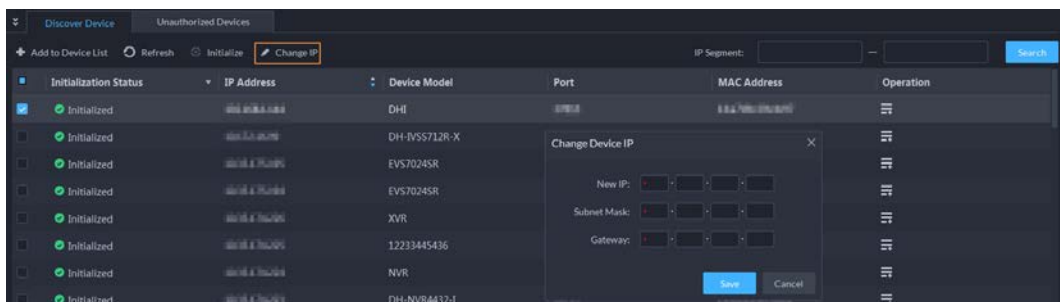 Discover Device Unauthorized Devices
Add to Device List Refresh Initialize Change IP IP Segment: — Search
Initialization Status IP Address Device Model Port MAC Address Operation
Initialized DHI
Initialized DH-IVSS712R-X
Change Device IP
Initialized EVS7024SR
New IP:
Initialized EVS7024SR
Subnet Mask:
Initialized XVR
Gateway:
Initialized 12233445436
Initialized NVR
Save Cancel
Initialized DH-NVR4432-I